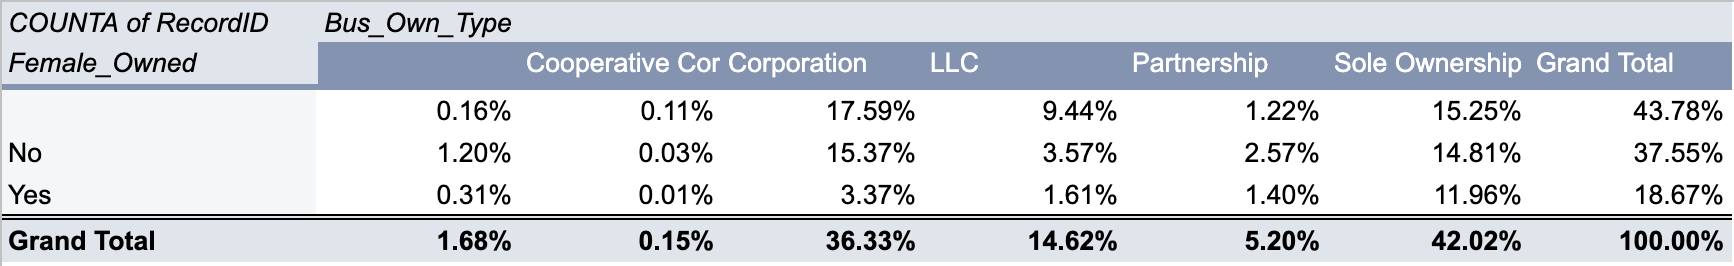 COUNTA of RecordID Bus_Own_Type
Female_Owned Cooperative Cor Corporation LLC Partnership Sole Ownership Grand Total
0.16% 0.11% 17.59% 9.44% 1.22% 15.25% 43.78%
No 1.20% 0.03% 15.37% 3.57% 2.57% 14.81% 37.55%
Yes 0.31% 0.01% 3.37% 1.61% 1.40% 11.96% 18.67%
Grand Total 1.68% 0.15% 36.33% 14.62% 5.20% 42.02% 100.00%